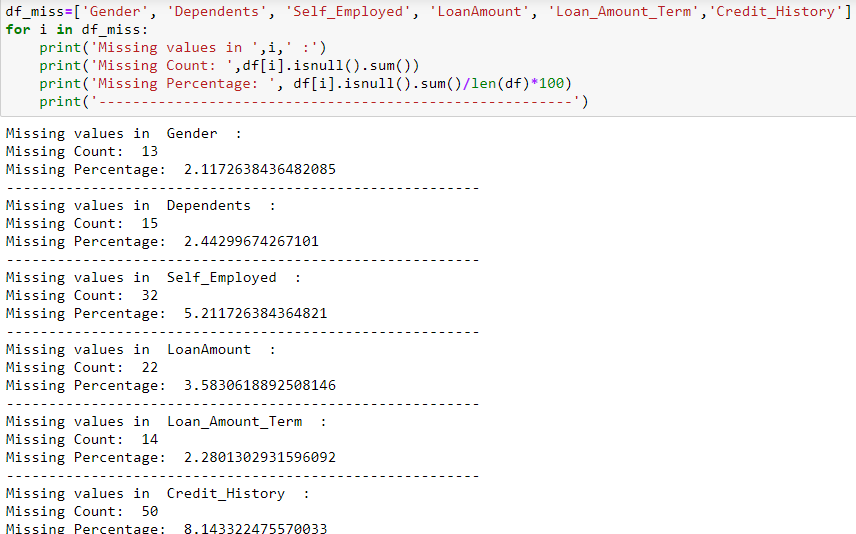 df_miss=['Gender', 'Dependents', 'Self_Employed', 'LoanAmount', 'Loan_Amount_Term','Credit_History']
for i in df_miss:
    print('Missing values in ',i,' :')
    print('Missing Count: ',df[i].isnull().sum())
    print('Missing Percentage: ', df[i].isnull().sum()/len(df)*100)
    print('--------------------------------------------------------')
Missing values in  Gender  :
Missing Count:  13
Missing Percentage:  2.1172638436482085
--------------------------------------------------------
Missing values in  Dependents  :
Missing Count:  15
Missing Percentage:  2.44299674267101
--------------------------------------------------------
Missing values in  Self_Employed  :
Missing Count:  32
Missing Percentage:  5.211726384364821
--------------------------------------------------------
Missing values in  LoanAmount  :
Missing Count:  22
Missing Percentage:  3.5830618892508146
--------------------------------------------------------
Missing values in  Loan_Amount_Term  :
Missing Count:  14
Missing Percentage:  2.2801302931596092
--------------------------------------------------------
Missing values in  Credit_History  :
Missing Count:  50
Missing Percentage:  8.143322475570033